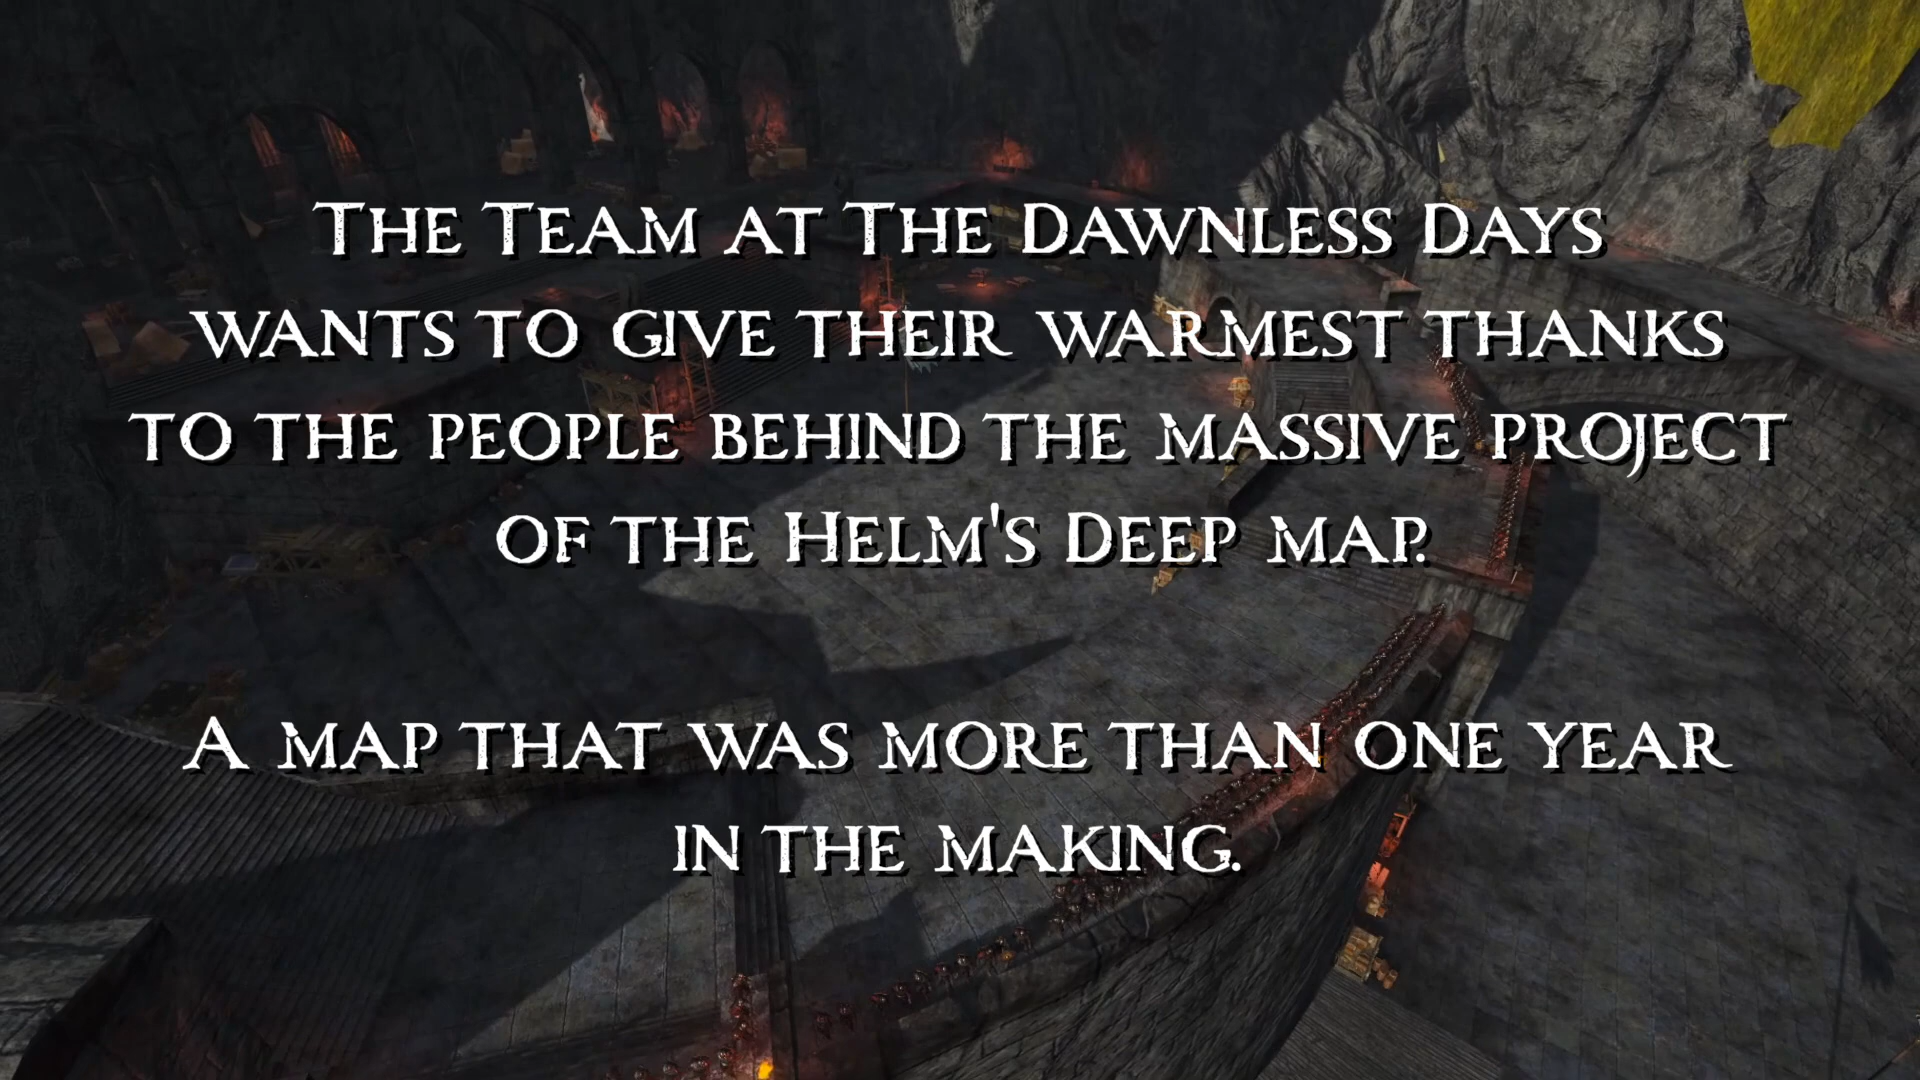 The Team at The Dawnless Days
wants to give their warmest thanks
to the people behind the massive project
of the Helm's Deep map.
A map that was more than one year
in the making.